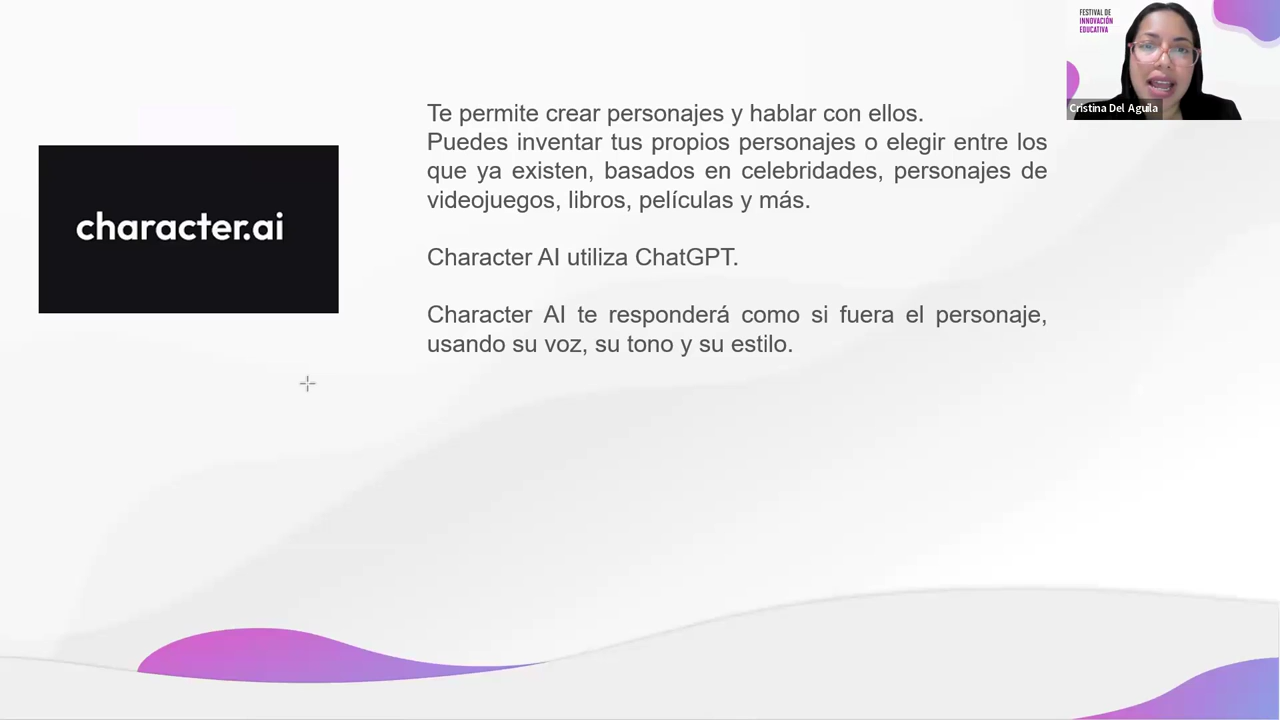 FESTIVAL DE
INNOVACIÓN
EDUCATIVA
Cristina Del Aguila
Te permite crear personajes y hablar con ellos.
Puedes inventar tus propios personajes o elegir entre los
que ya existen, basados en celebridades, personajes de
videojuegos, libros, películas y más.
character.ai
Character AI utiliza ChatGPT.
Character AI te responderá como si fuera el personaje,
usando su voz, su tono y su estilo.